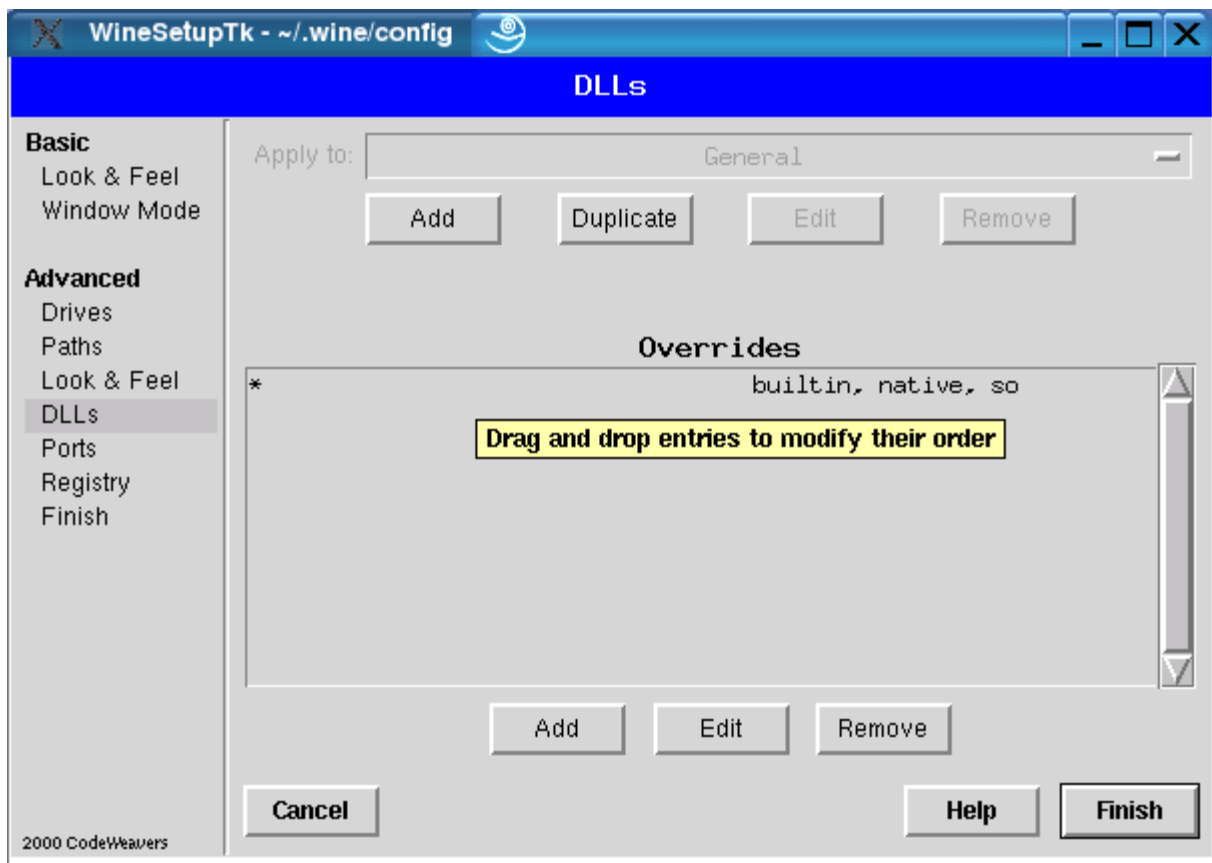 WineSetupTk - ~/.wine/config
DLLs
Basic
Look & Feel
Window Mode
Advanced
Drives
Paths
Look & Feel
DLLs
Ports
Registry
Finish
2000 CodeWeavers
Apply to: General
Add Duplicate Edit Remove
Overrides
* builtin, native, so
Drag and drop entries to modify their order
Add Edit Remove
Cancel Help Finish